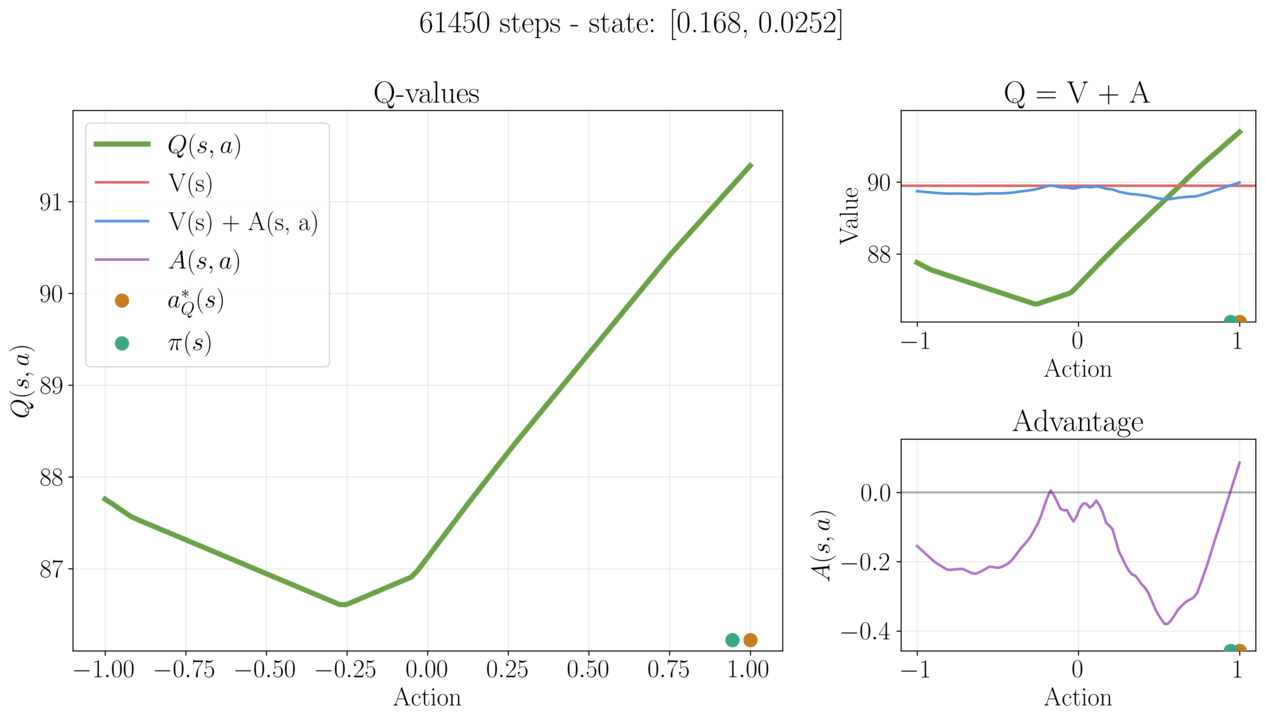 61450 steps - state: [0.168, 0.0252]
Q-values
Q(s, a)
V(s)
V(s) + A(s, a)
A(s, a)
a*_Q(s)
π(s)
Q(s, a)
91
90
89
88
87
−1.00 −0.75 −0.50 −0.25 0.00 0.25 0.50 0.75 1.00
Action
Q = V + A
Value
90
88
−1 0 1
Action
Advantage
A(s, a)
0.0
−0.2
−0.4
−1 0 1
Action